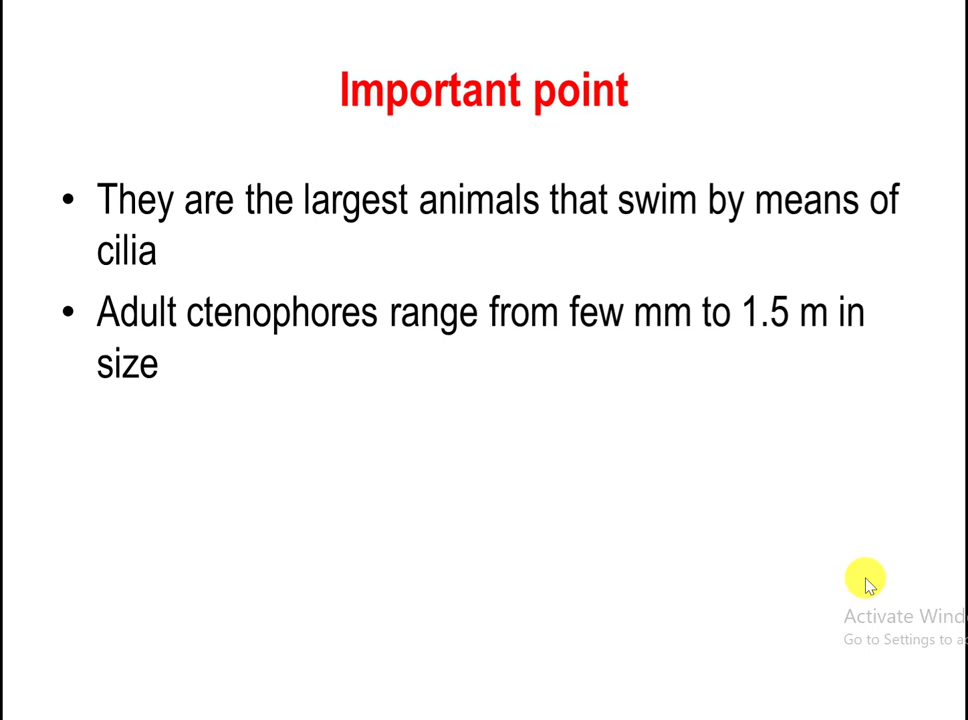 Important point
• They are the largest animals that swim by means of
cilia
• Adult ctenophores range from few mm to 1.5 m in
size
Activate Wind
Go to Settings to a